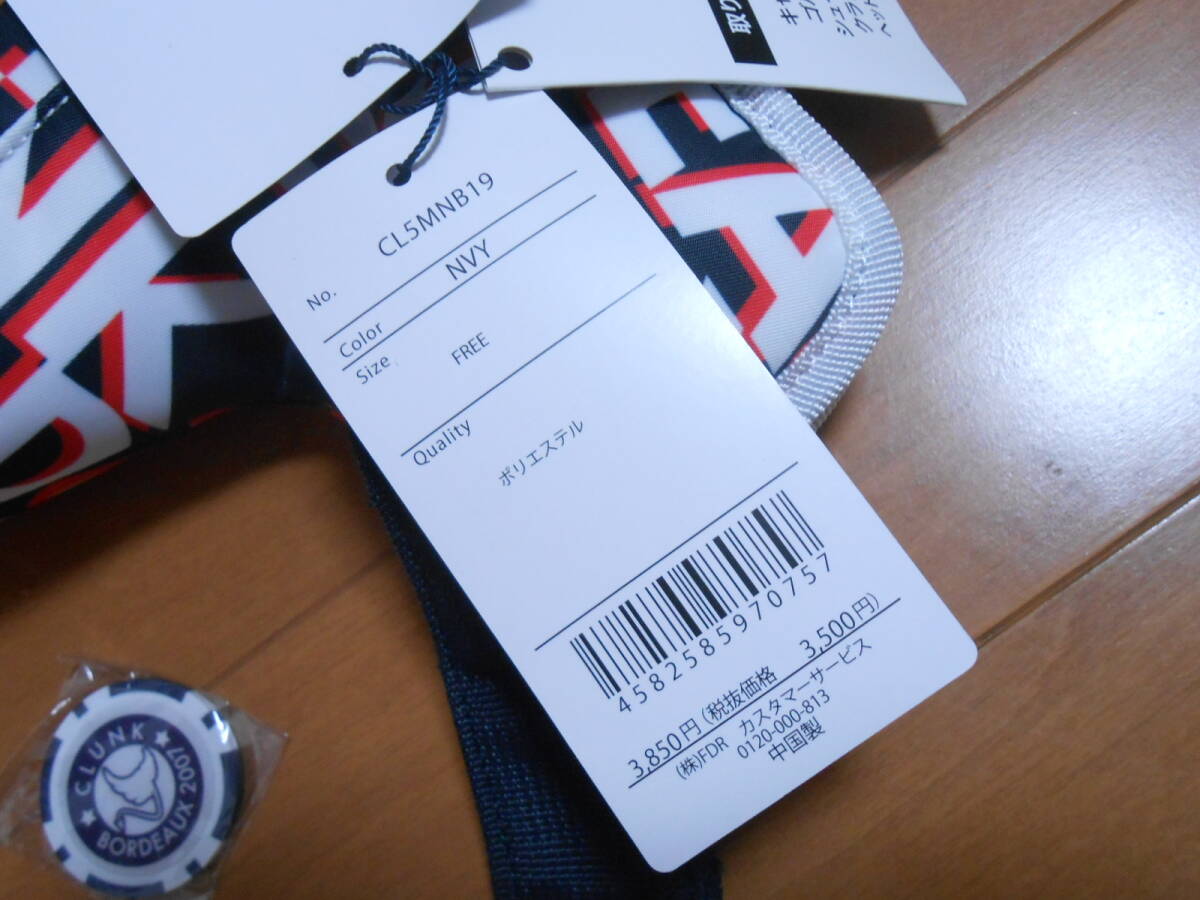 No. CL5MNB19
Color NVY
Size FREE
Quality
ポリエステル
4582585970757
3,850円(税抜価格 3,500円)
(株)FDR カスタマーサービス
0120-000-813
中国製
CLUNK
BORDEAUX 2007